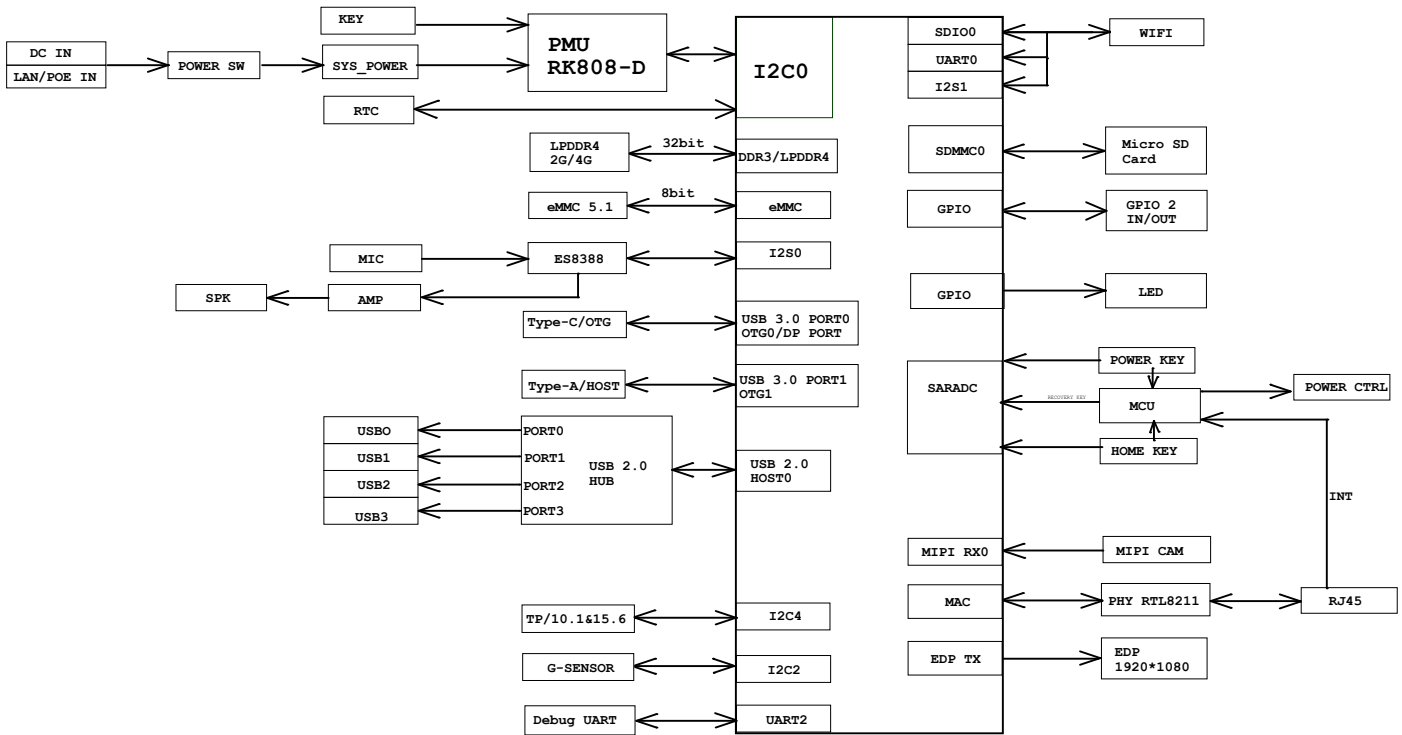 KEY
DC IN
LAN/POE IN
POWER SW
SYS_POWER
PMU
RK808-D
I2C0
RTC
LPDDR4
2G/4G
32bit
DDR3/LPDDR4
eMMC 5.1
8bit
eMMC
MIC
ES8388
I2S0
SPK
AMP
Type-C/OTG
USB 3.0 PORT0
OTG0/DP PORT
Type-A/HOST
USB 3.0 PORT1
OTG1
USBO
USB1
USB2
USB3
PORT0
PORT1
PORT2
PORT3
USB 2.0
HUB
USB 2.0
HOST0
TP/10.1&15.6
I2C4
G-SENSOR
I2C2
Debug UART
UART2
SDIO0
UART0
I2S1
WIFI
SDMMC0
Micro SD
Card
GPIO
GPIO 2
IN/OUT
GPIO
LED
SARADC
POWER KEY
RECOVERY KEY
MCU
POWER CTRL
HOME KEY
INT
MIPI RX0
MIPI CAM
MAC
PHY RTL8211
RJ45
EDP TX
EDP
1920*1080